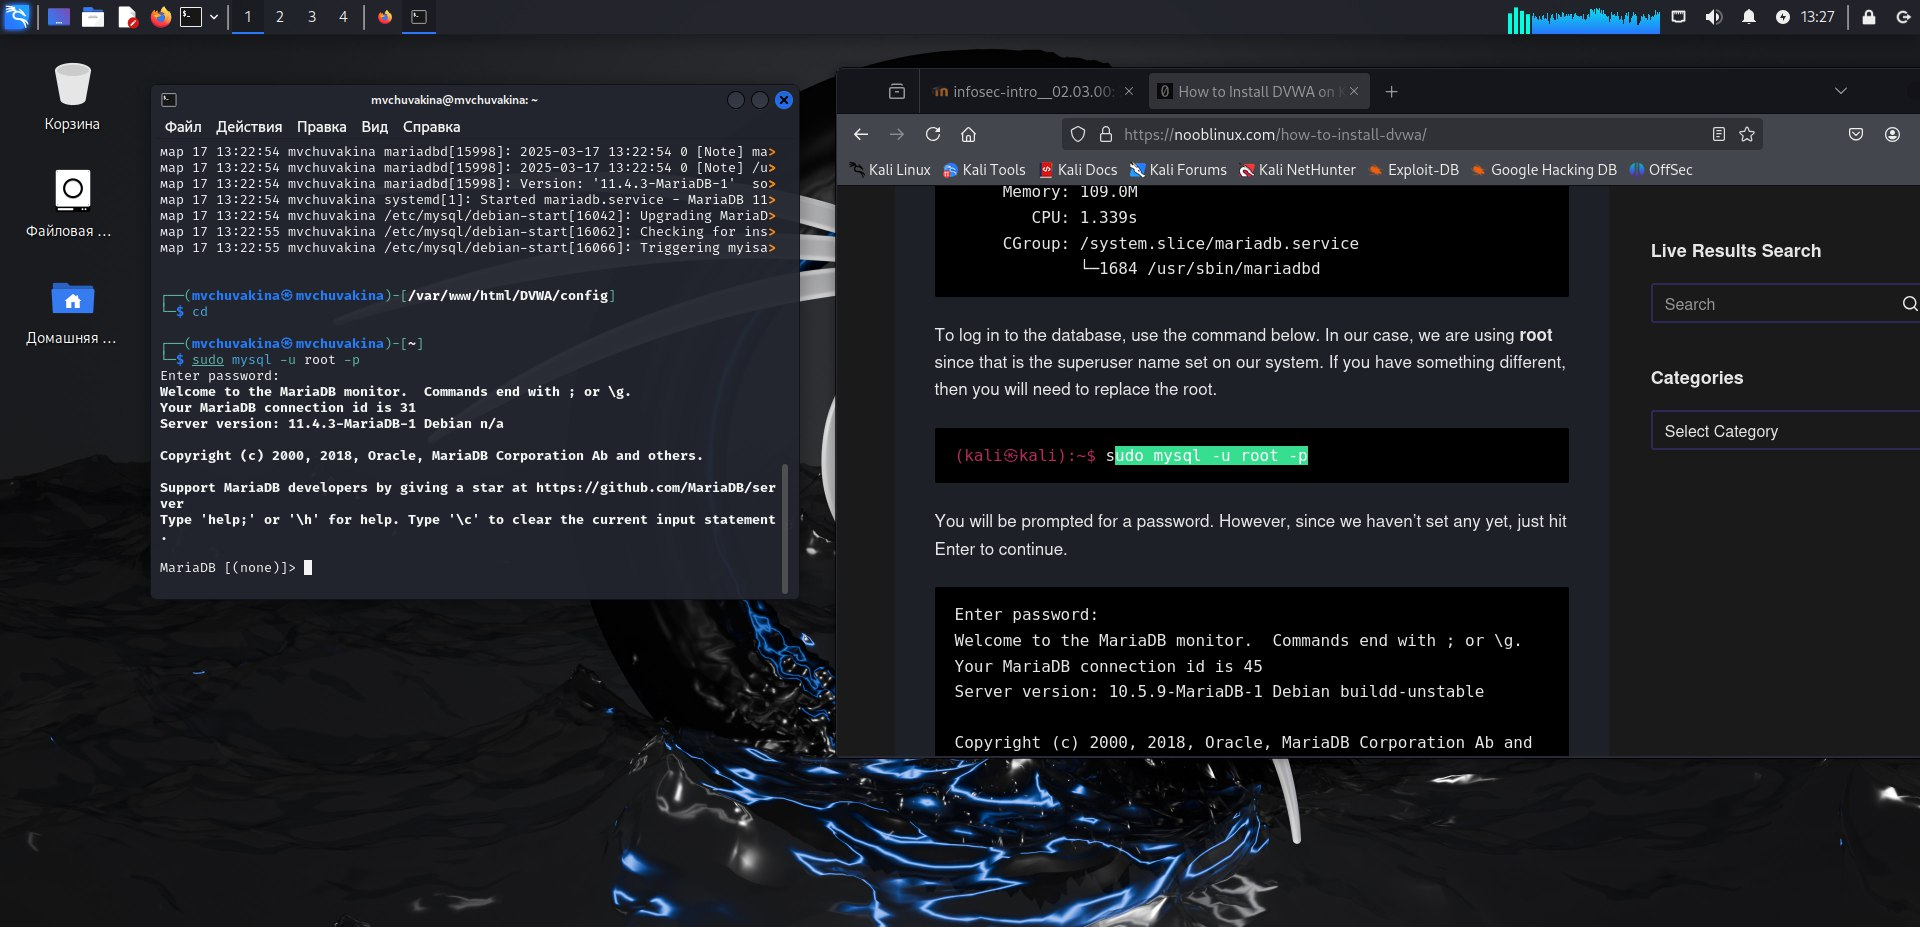 1 2 3 4
13:27
Корзина
Файловая ...
Домашняя ...
mvchuvakina@mvchuvakina: ~
Файл Действия Правка Вид Справка
мар 17 13:22:54 mvchuvakina mariadbd[15998]: 2025-03-17 13:22:54 0 [Note] ma>
мар 17 13:22:54 mvchuvakina mariadbd[15998]: 2025-03-17 13:22:54 0 [Note] /u>
мар 17 13:22:54 mvchuvakina mariadbd[15998]: Version: '11.4.3-MariaDB-1'  so>
мар 17 13:22:54 mvchuvakina systemd[1]: Started mariadb.service - MariaDB 11>
мар 17 13:22:54 mvchuvakina /etc/mysql/debian-start[16042]: Upgrading MariaD>
мар 17 13:22:55 mvchuvakina /etc/mysql/debian-start[16062]: Checking for ins>
мар 17 13:22:55 mvchuvakina /etc/mysql/debian-start[16066]: Triggering myisa>
┌──(mvchuvakina㉿mvchuvakina)-[/var/www/html/DVWA/config]
└─$ cd
┌──(mvchuvakina㉿mvchuvakina)-[~]
└─$ sudo mysql -u root -p
Enter password:
Welcome to the MariaDB monitor.  Commands end with ; or \g.
Your MariaDB connection id is 31
Server version: 11.4.3-MariaDB-1 Debian n/a
Copyright (c) 2000, 2018, Oracle, MariaDB Corporation Ab and others.
Support MariaDB developers by giving a star at https://github.com/MariaDB/ser
ver
Type 'help;' or '\h' for help. Type '\c' to clear the current input statement
.
MariaDB [(none)]>
infosec-intro__02.03.00:
How to Install DVWA on K
https://nooblinux.com/how-to-install-dvwa/
Kali Linux Kali Tools Kali Docs Kali Forums Kali NetHunter Exploit-DB Google Hacking DB OffSec
Memory: 109.0M
CPU: 1.339s
CGroup: /system.slice/mariadb.service
└─1684 /usr/sbin/mariadbd
To log in to the database, use the command below. In our case, we are using root
since that is the superuser name set on our system. If you have something different,
then you will need to replace the root.
(kali㉿kali):~$ sudo mysql -u root -p
You will be prompted for a password. However, since we haven’t set any yet, just hit
Enter to continue.
Enter password:
Welcome to the MariaDB monitor.  Commands end with ; or \g.
Your MariaDB connection id is 45
Server version: 10.5.9-MariaDB-1 Debian buildd-unstable
Copyright (c) 2000, 2018, Oracle, MariaDB Corporation Ab and
Live Results Search
Search
Categories
Select Category